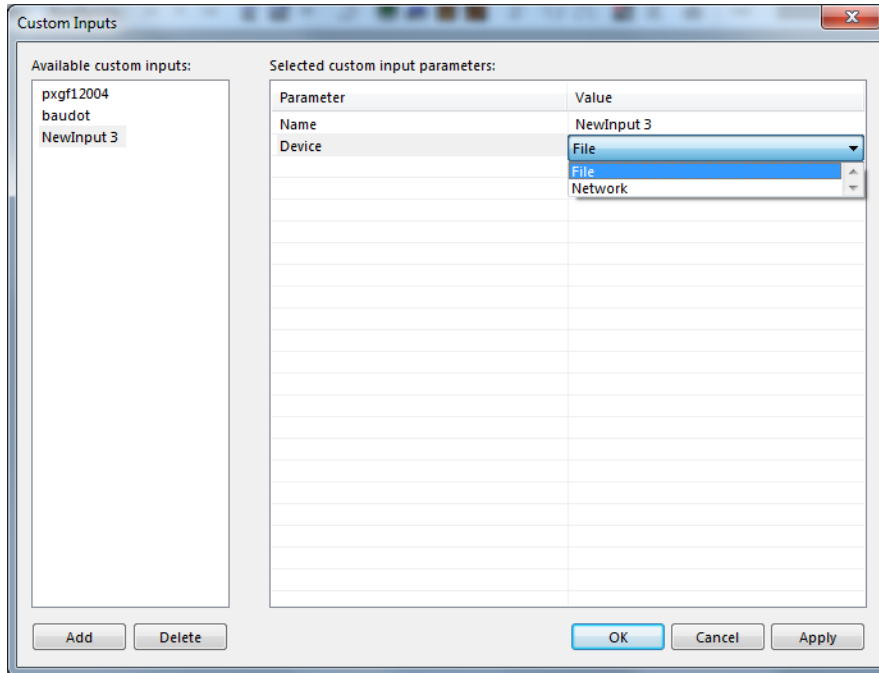 Custom Inputs
Available custom inputs:
pxgf12004
baudot
NewInput 3
Selected custom input parameters:
Parameter Value
Name NewInput 3
Device File
File
Network
Add Delete
OK Cancel Apply